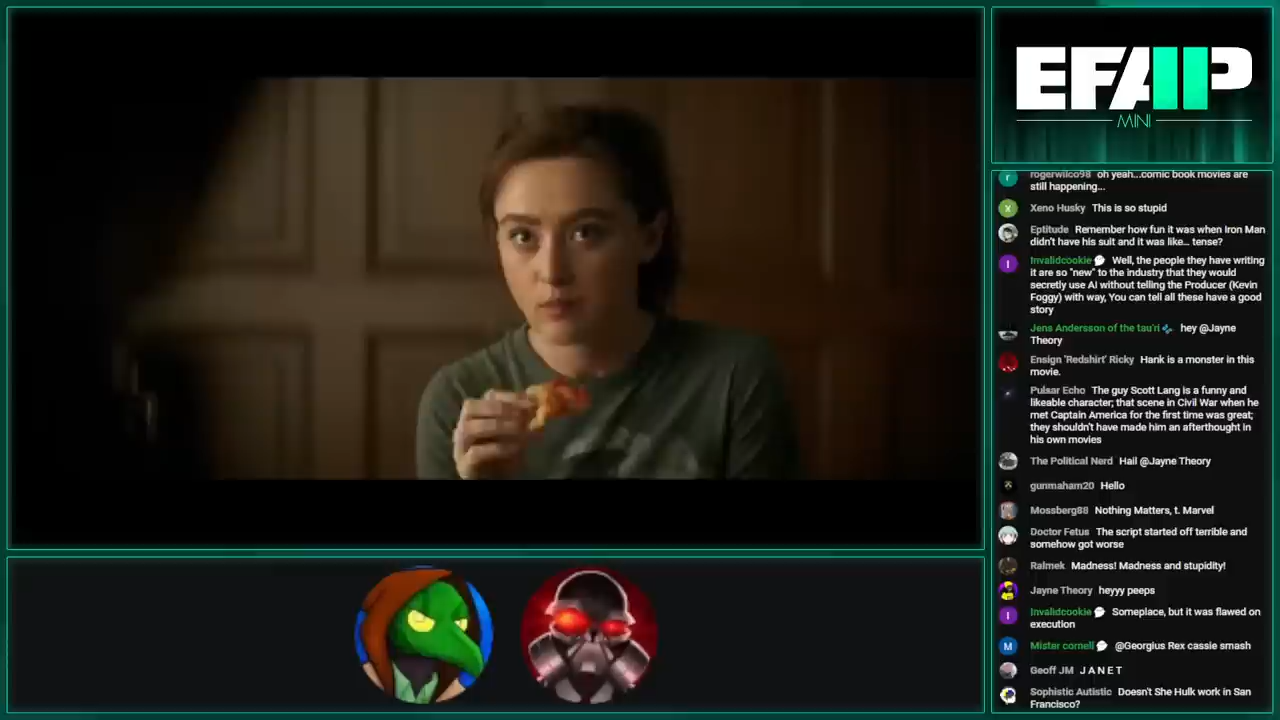 EFAP
MINI
rogerwilco98 oh yeah...comic book movies are
still happening...
Xeno Husky This is so stupid
Eptitude Remember how fun it was when Iron Man
didn't have his suit and it was like… tense?
Invalidcookie Well, the people they have writing
it are so "new" to the industry that they would
secretly use AI without telling the Producer (Kevin
Foggy) with way, You can tell all these have a good
story
Jens Andersson of the tau'ri hey @Jayne
Theory
Ensign 'Redshirt' Ricky Hank is a monster in this
movie.
Pulsar Echo The guy Scott Lang is a funny and
likeable character; that scene in Civil War when he
met Captain America for the first time was great;
they shouldn't have made him an afterthought in
his own movies
The Political Nerd Hail @Jayne Theory
gunmaham20 Hello
Mossberg88 Nothing Matters, t. Marvel
Doctor Fetus The script started off terrible and
somehow got worse
Ralmek Madness! Madness and stupidity!
Jayne Theory heyyy peeps
Invalidcookie Someplace, but it was flawed on
execution
Mister cornell @Georgius Rex cassie smash
Geoff JM J A N E T
Sophistic Autistic Doesn't She Hulk work in San
Francisco?